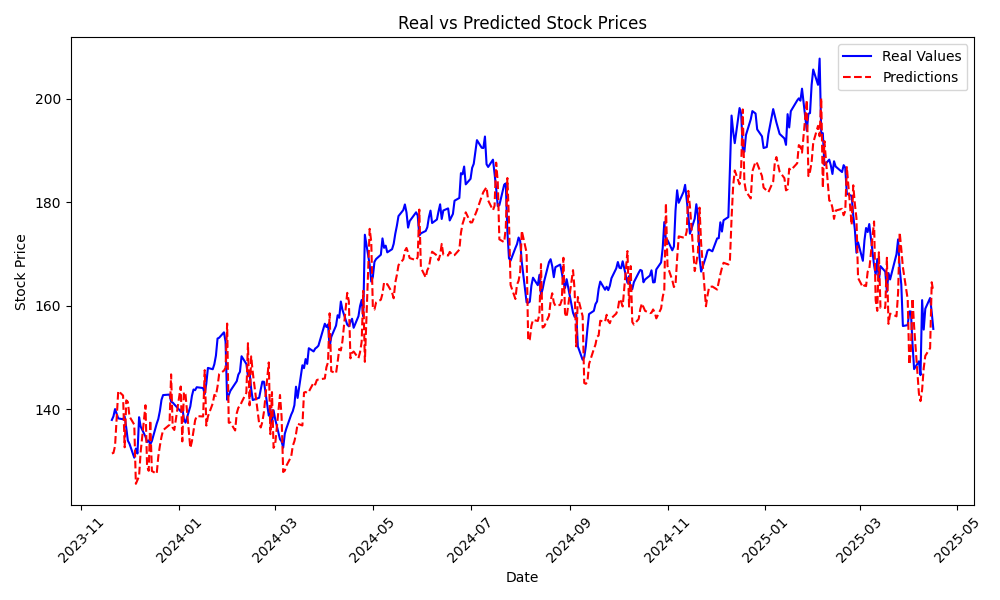 Real vs Predicted Stock Prices
Real Values
Predictions
Stock Price
200
180
160
140
2023-11
2024-01
2024-03
2024-05
2024-07
2024-09
2024-11
2025-01
2025-03
2025-05
Date